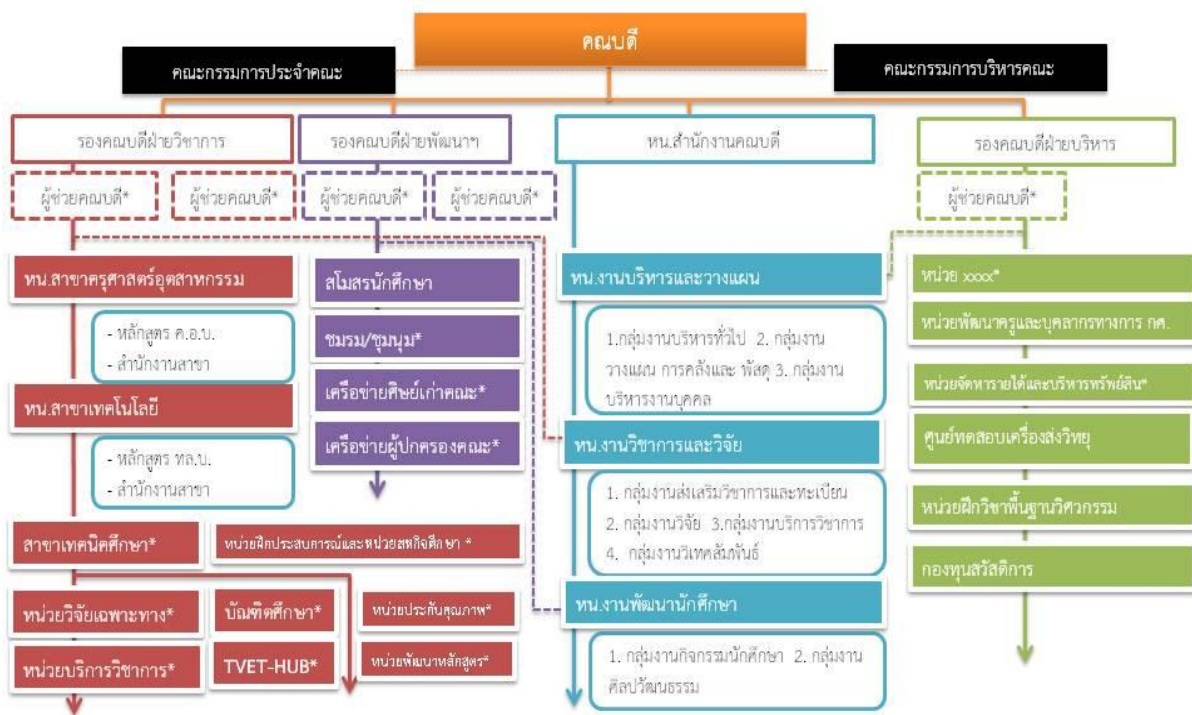 คณบดี
คณะกรรมการประจำคณะ
คณะกรรมการบริหารคณะ
รองคณบดีฝ่ายวิชาการ
รองคณบดีฝ่ายพัฒนาฯ
หน.สำนักงานคณบดี
รองคณบดีฝ่ายบริหาร
ผู้ช่วยคณบดี*
ผู้ช่วยคณบดี*
ผู้ช่วยคณบดี*
ผู้ช่วยคณบดี*
ผู้ช่วยคณบดี*
หน.สาขาครุศาสตร์อุตสาหกรรม
- หลักสูตร ค.อ.บ.
- สำนักงานสาขา
หน.สาขาเทคโนโลยี
- หลักสูตร ทล.บ.
- สำนักงานสาขา
สาขาเทคนิคศึกษา*
หน่วยฝึกประสบการณ์และหน่วยสหกิจศึกษา *
หน่วยวิจัยเฉพาะทาง*
บัณฑิตศึกษา*
หน่วยประกันคุณภาพ*
หน่วยบริการวิชาการ*
TVET-HUB*
หน่วยพัฒนาหลักสูตร*
สโมสรนักศึกษา
ชมรม/ชุมนุม*
เครือข่ายศิษย์เก่าคณะ*
เครือข่ายผู้ปกครองคณะ*
หน.งานบริหารและวางแผน
1.กลุ่มงานบริหารทั่วไป 2. กลุ่มงาน
วางแผน การคลังและ พัสดุ 3. กลุ่มงาน
บริหารงานบุคคล
หน.งานวิชาการและวิจัย
1. กลุ่มงานส่งเสริมวิชาการและทะเบียน
2. กลุ่มงานวิจัย 3.กลุ่มงานบริการวิชาการ
4. กลุ่มงานวิเทศสัมพันธ์
หน.งานพัฒนานักศึกษา
1. กลุ่มงานกิจกรรมนักศึกษา 2. กลุ่มงาน
ศิลปวัฒนธรรม
หน่วย xxxx*
หน่วยพัฒนาครูและบุคลากรทางการ กศ.
หน่วยจัดหารายได้และบริหารทรัพย์สิน*
ศูนย์ทดสอบเครื่องส่งวิทยุ
หน่วยฝึกวิชาพื้นฐานวิศวกรรม
กองทุนสวัสดิการ